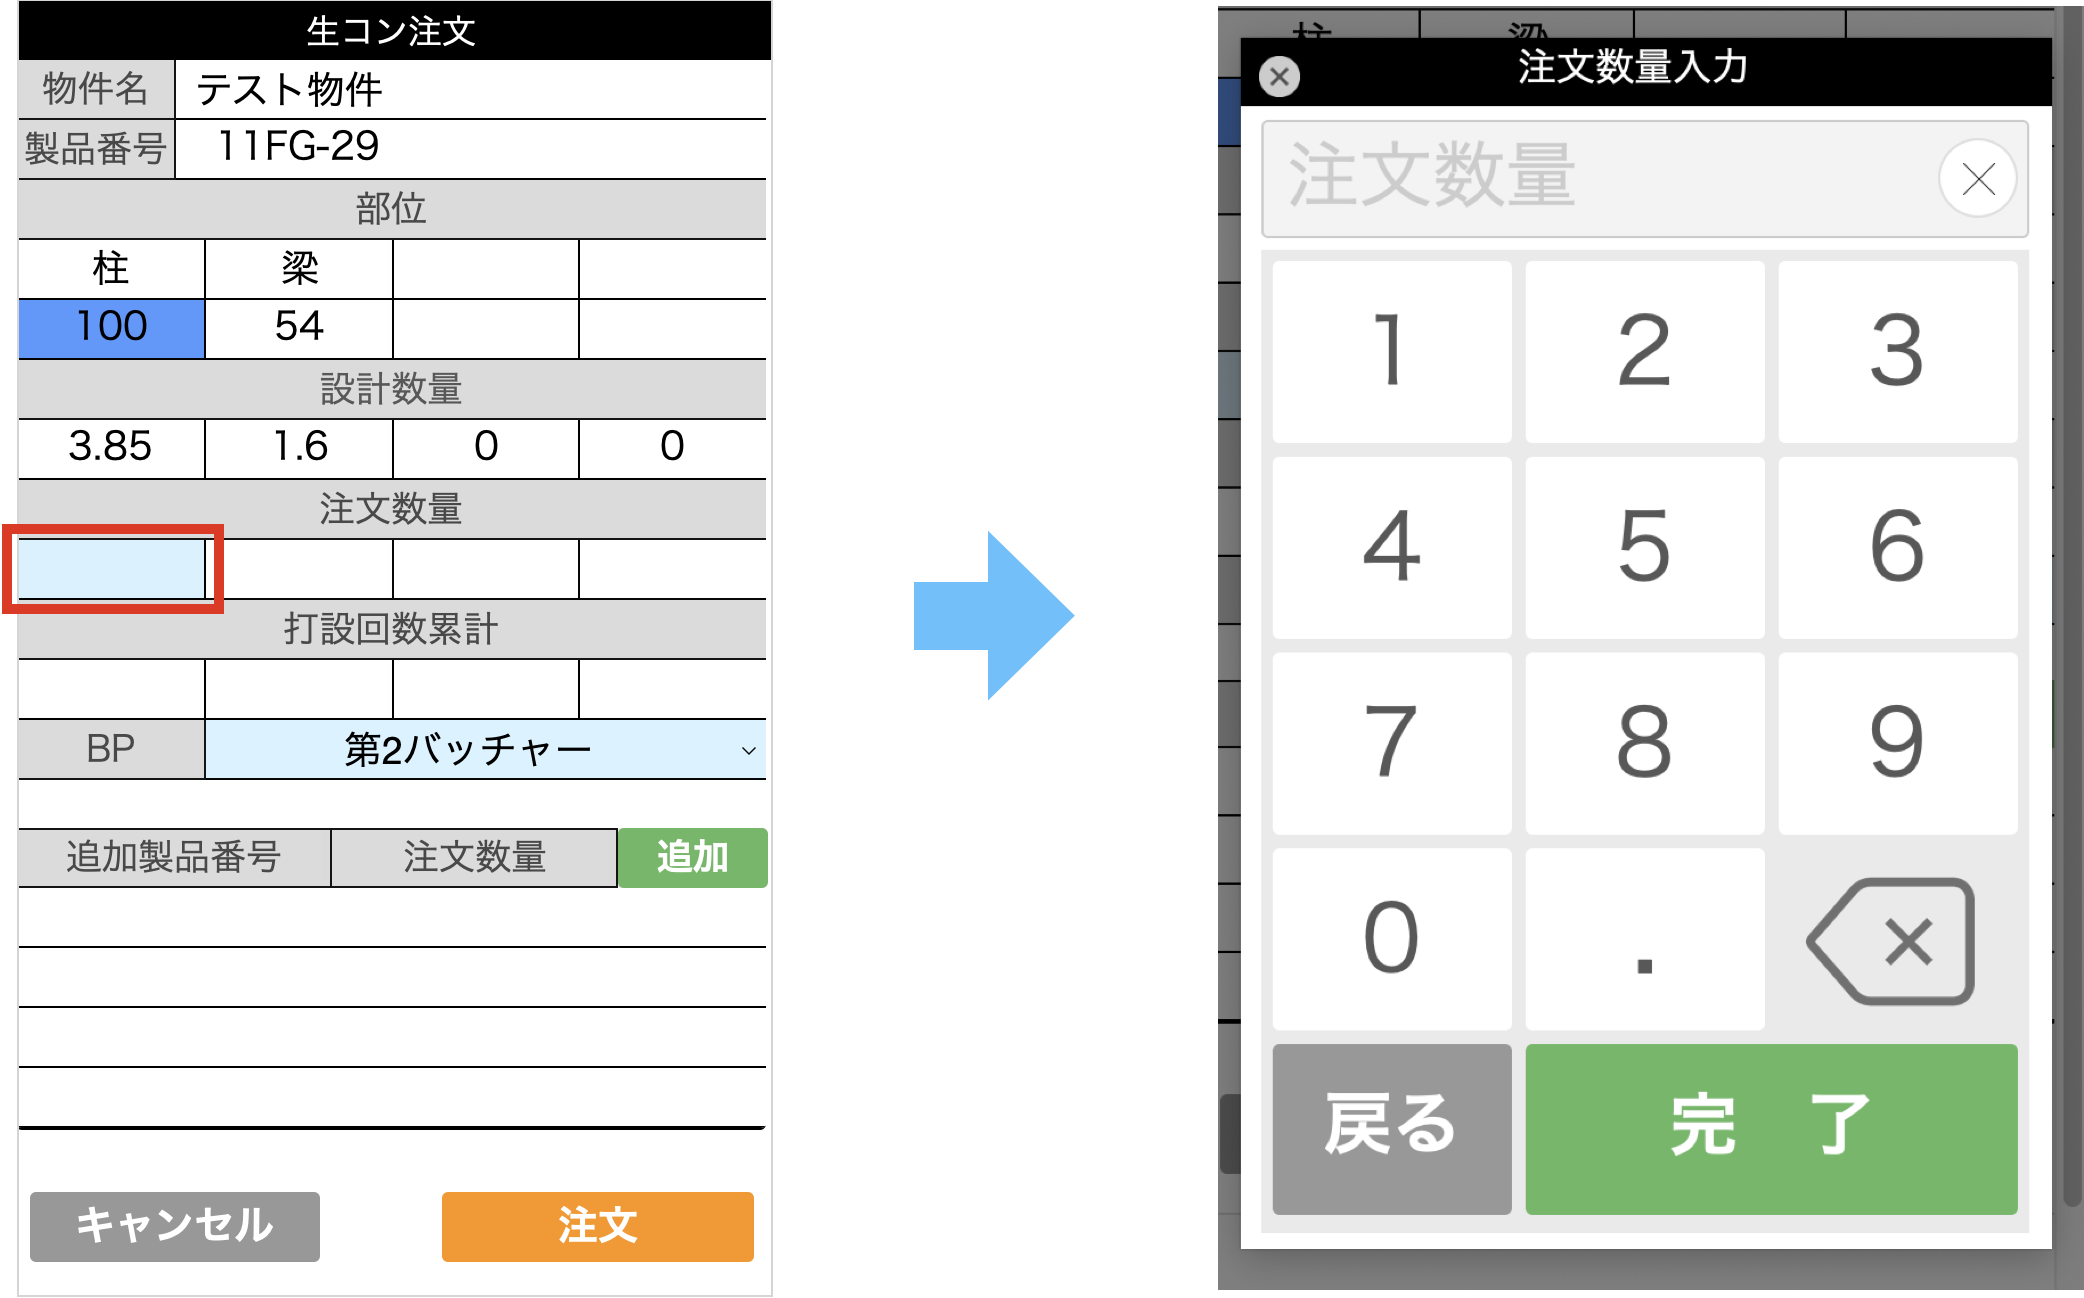 生コン注文
物件名 テスト物件
製品番号 11FG-29
部位
柱 梁
100 54
設計数量
3.85 1.6 0 0
注文数量
打設回数累計
BP 第2バッチャー
追加製品番号 注文数量 追加
キャンセル 注文
柱 梁
注文数量入力
注文数量
1 2 3
4 5 6
7 8 9
0 .
戻る 完 了